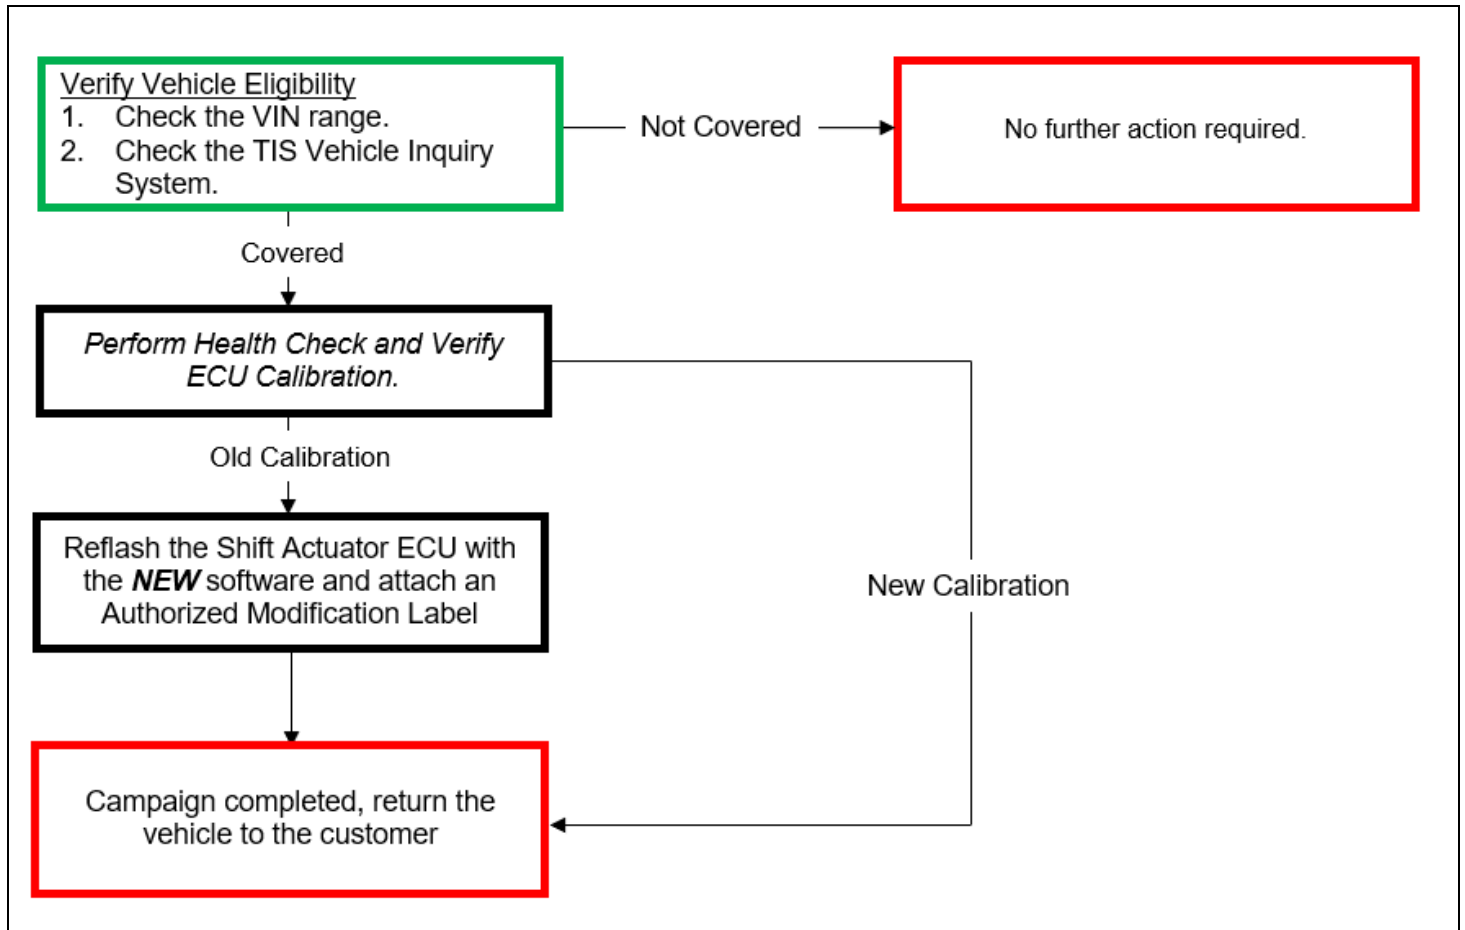 Verify Vehicle Eligibility
1. Check the VIN range.
2. Check the TIS Vehicle Inquiry
System.
Not Covered
No further action required.
Covered
Perform Health Check and Verify
ECU Calibration.
Old Calibration
Reflash the Shift Actuator ECU with
the NEW software and attach an
Authorized Modification Label
New Calibration
Campaign completed, return the
vehicle to the customer